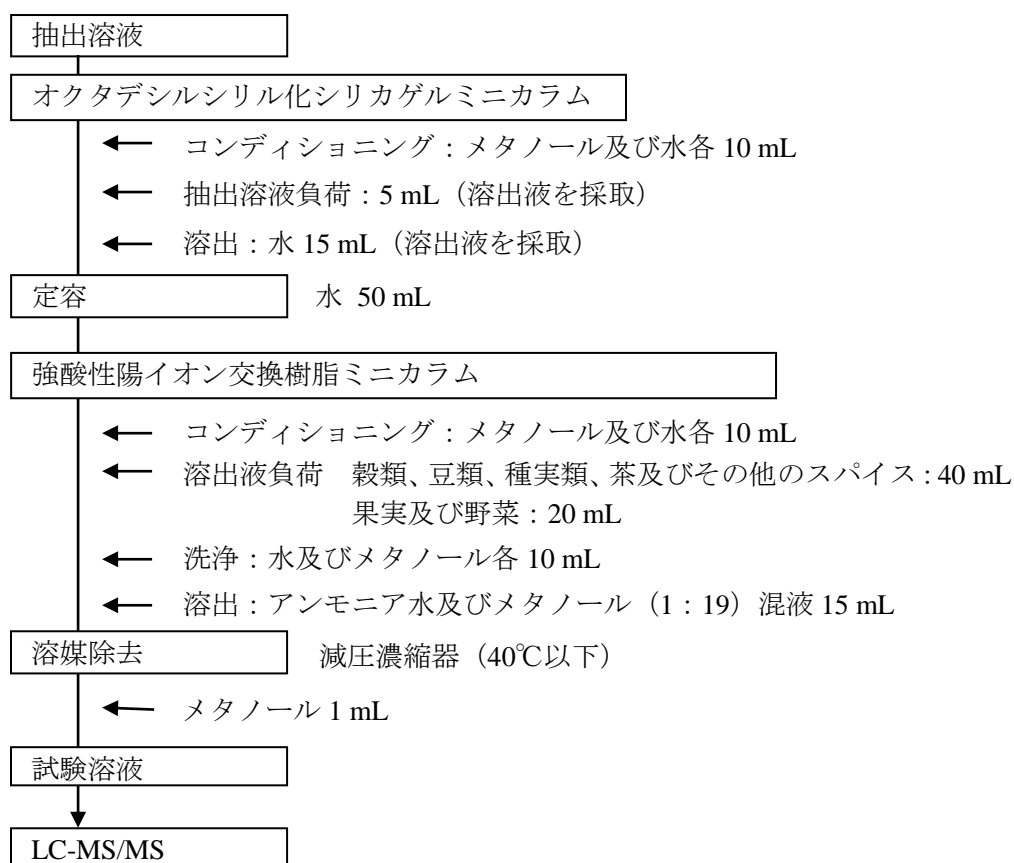 抽出溶液
オクタデシルシリル化シリカゲルミニカラム
コンディショニング：メタノール及び水各 10 mL
抽出溶液負荷：5 mL（溶出液を採取）
溶出：水 15 mL（溶出液を採取）
定容 水 50 mL
強酸性陽イオン交換樹脂ミニカラム
コンディショニング：メタノール及び水各 10 mL
溶出液負荷 穀類、豆類、種実類、茶及びその他のスパイス：40 mL
果実及び野菜：20 mL
洗浄：水及びメタノール各 10 mL
溶出：アンモニア水及びメタノール（1：19）混液 15 mL
溶媒除去 減圧濃縮器（40℃以下）
メタノール 1 mL
試験溶液
LC-MS/MS